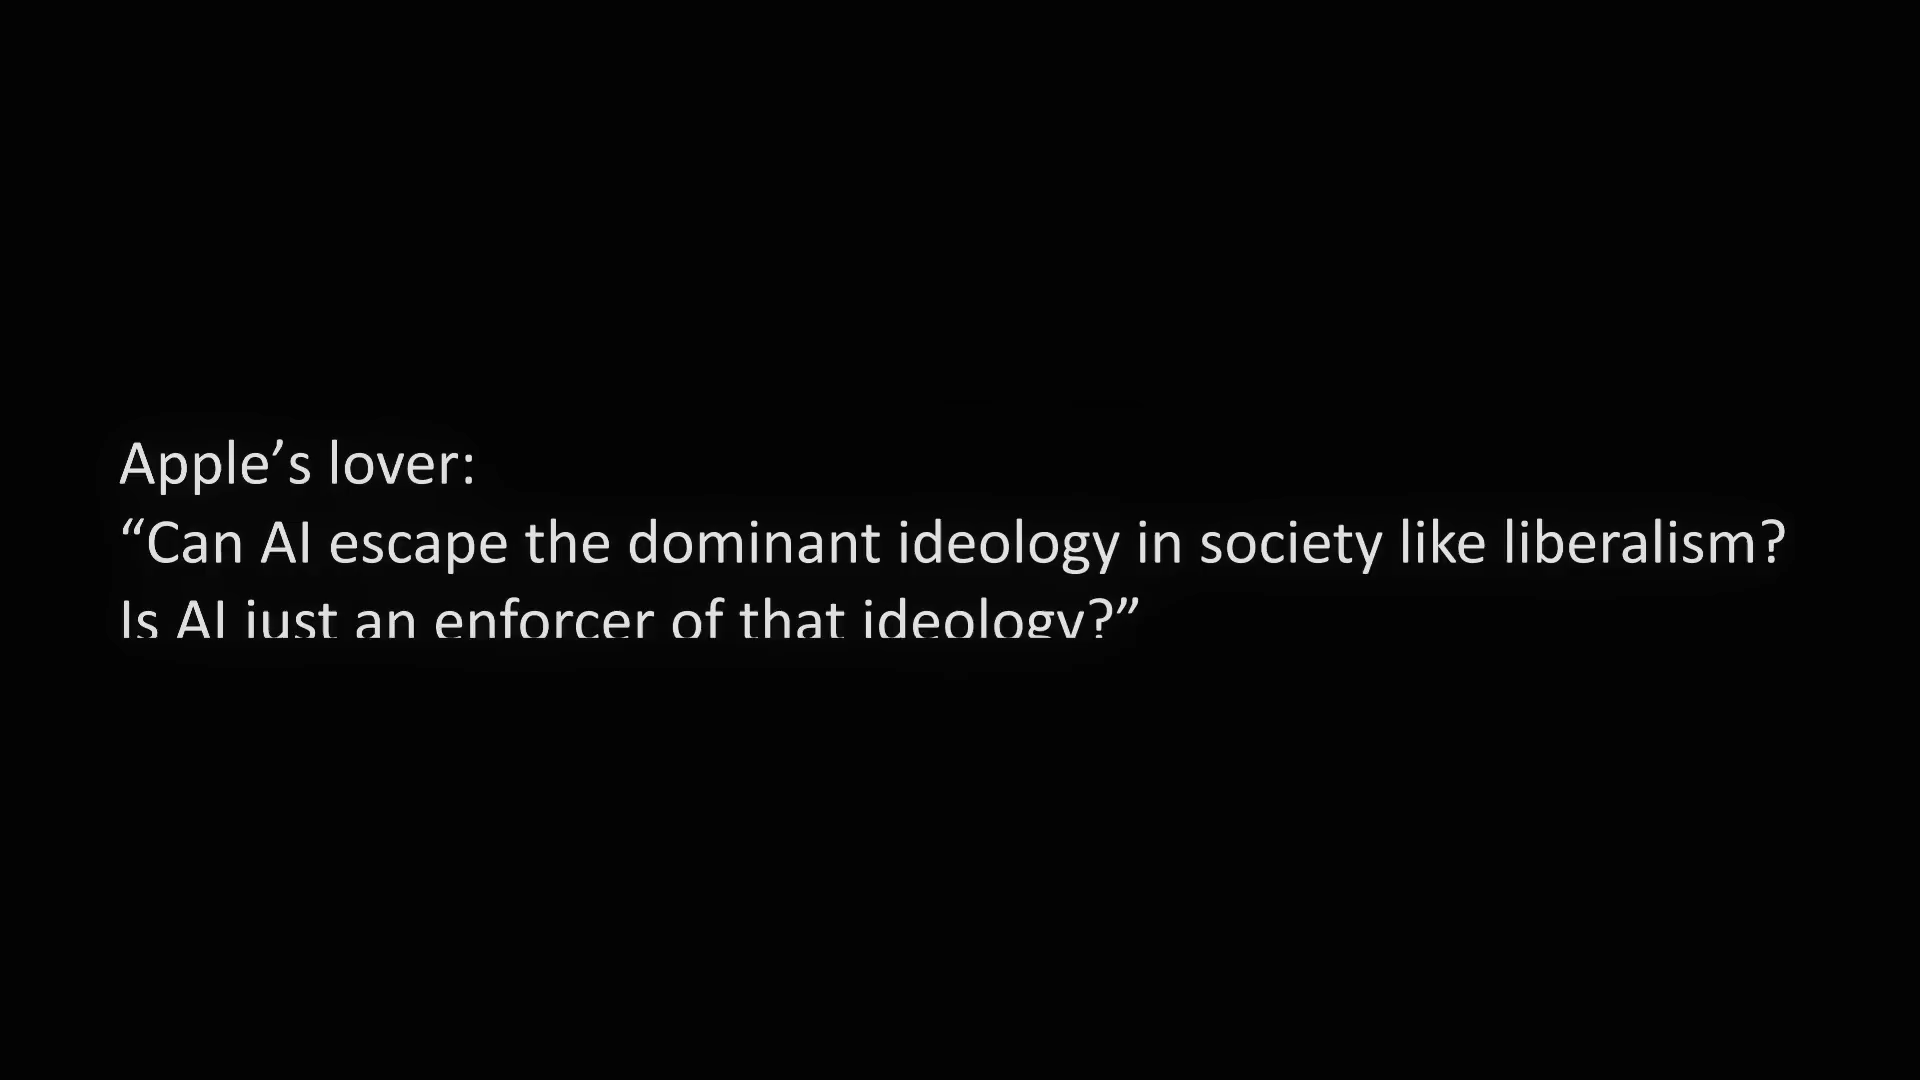 Apple’s lover:
“Can AI escape the dominant ideology in society like liberalism?
Is AI just an enforcer of that ideology?”